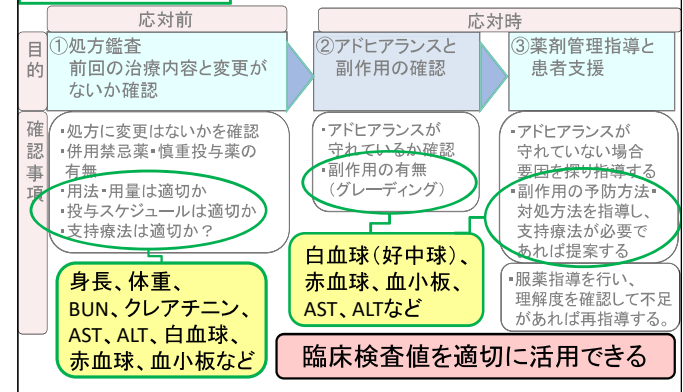 応対前
応対時
目的
①処方鑑査
前回の治療内容と変更が
ないか確認
②アドヒアランスと
副作用の確認
③薬剤管理指導と
患者支援
確認事項
・処方に変更はないかを確認
・併用禁忌薬・慎重投与薬の
有無
・用法・用量は適切か
・投与スケジュールは適切か
・支持療法は適切か？
・アドヒアランスが
守れているか確認
・副作用の有無
（グレーディング）
・アドヒアランスが
守れていない場合
要因を探り指導する
・副作用の予防方法・
対処方法を指導し、
支持療法が必要で
あれば提案する
・服薬指導を行い、
理解度を確認して不足
があれば再指導する。
身長、体重、
BUN、クレアチニン、
AST、ALT、白血球、
赤血球、血小板など
白血球（好中球）、
赤血球、血小板、
AST、ALTなど
臨床検査値を適切に活用できる